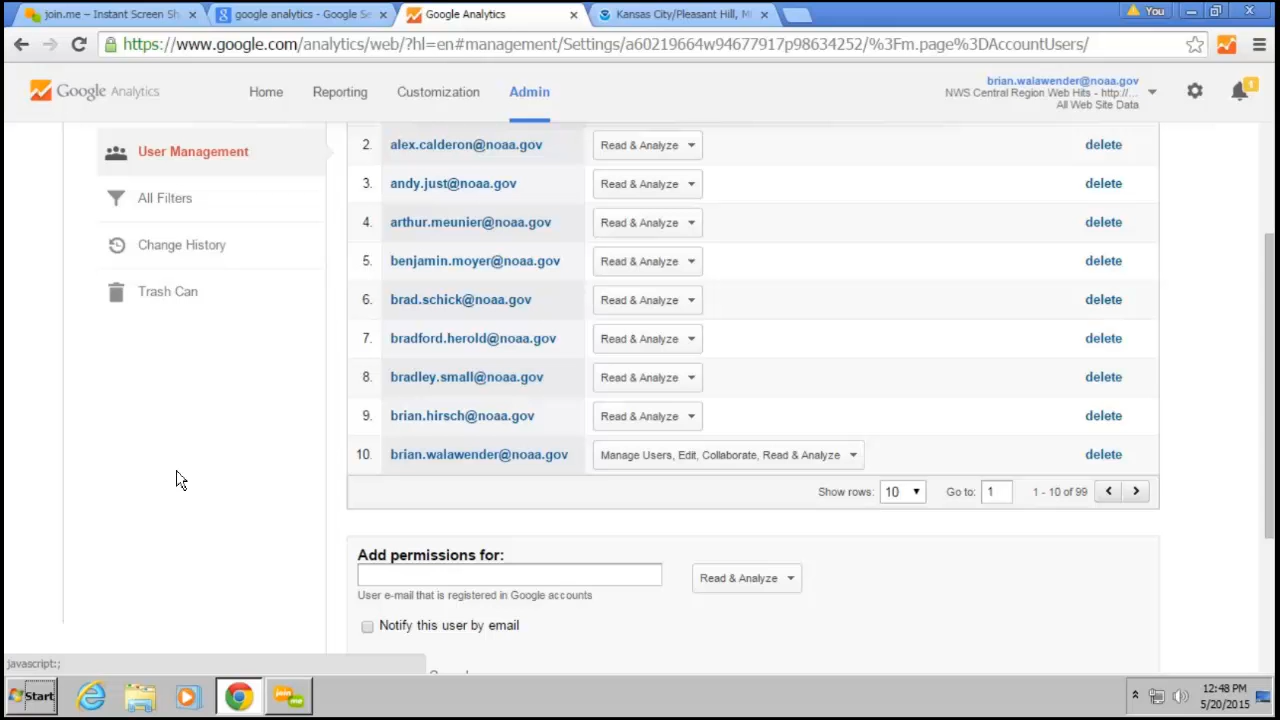 join.me – Instant Screen Sh
google analytics - Google Se
Google Analytics
Kansas City/Pleasant Hill, M
You
https://www.google.com/analytics/web/?hl=en#management/Settings/a60219664w94677917p98634252/%3Fm.page%3DAccountUsers/
Google Analytics
Home
Reporting
Customization
Admin
brian.walawender@noaa.gov
NWS Central Region Web Hits - http://...
All Web Site Data
1
User Management
All Filters
Change History
Trash Can
2. alex.calderon@noaa.gov Read & Analyze delete
3. andy.just@noaa.gov Read & Analyze delete
4. arthur.meunier@noaa.gov Read & Analyze delete
5. benjamin.moyer@noaa.gov Read & Analyze delete
6. brad.schick@noaa.gov Read & Analyze delete
7. bradford.herold@noaa.gov Read & Analyze delete
8. bradley.small@noaa.gov Read & Analyze delete
9. brian.hirsch@noaa.gov Read & Analyze delete
10. brian.walawender@noaa.gov Manage Users, Edit, Collaborate, Read & Analyze delete
Show rows: 10 Go to: 1 1 - 10 of 99
Add permissions for:
Read & Analyze
User e-mail that is registered in Google accounts
Notify this user by email
javascript:;
Start
join.me
12:48 PM
5/20/2015